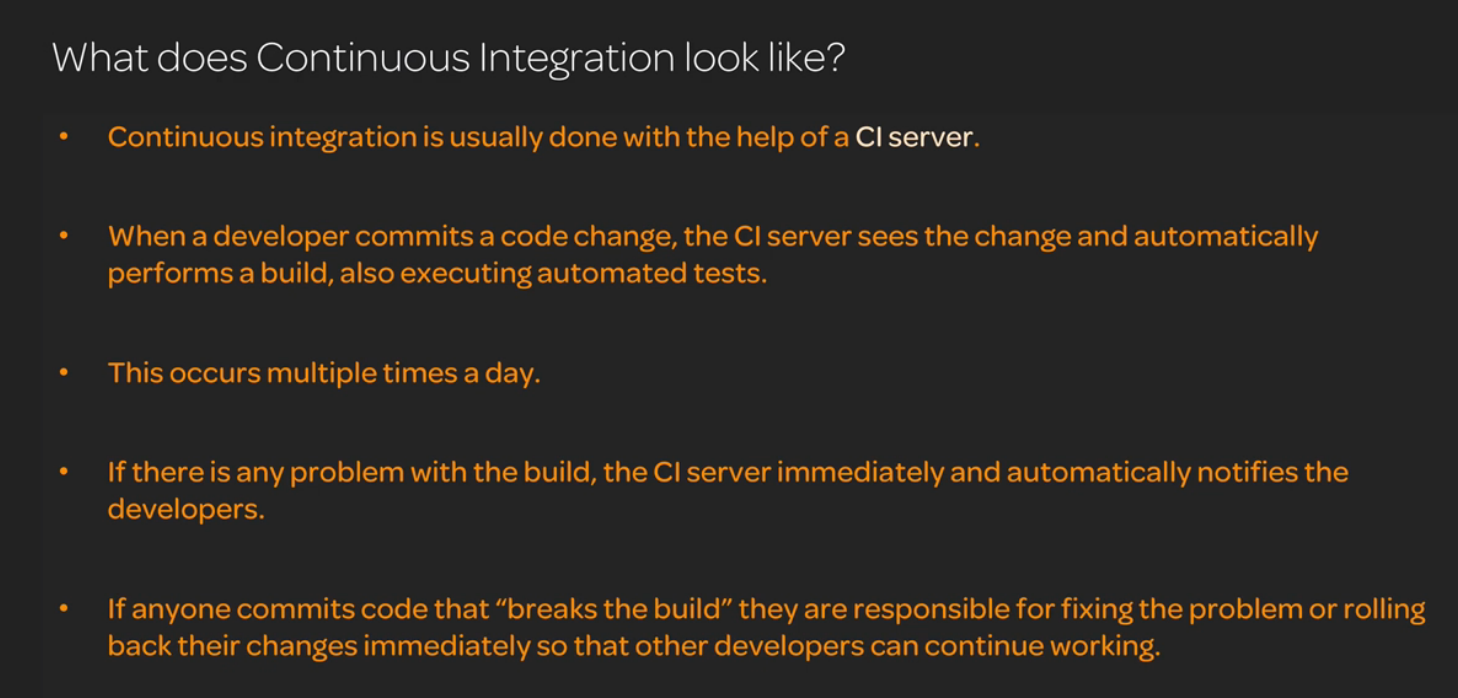 What does Continuous Integration look like?
• Continuous integration is usually done with the help of a CI server.
• When a developer commits a code change, the CI server sees the change and automatically
performs a build, also executing automated tests.
• This occurs multiple times a day.
• If there is any problem with the build, the CI server immediately and automatically notifies the
developers.
• If anyone commits code that “breaks the build” they are responsible for fixing the problem or rolling
back their changes immediately so that other developers can continue working.